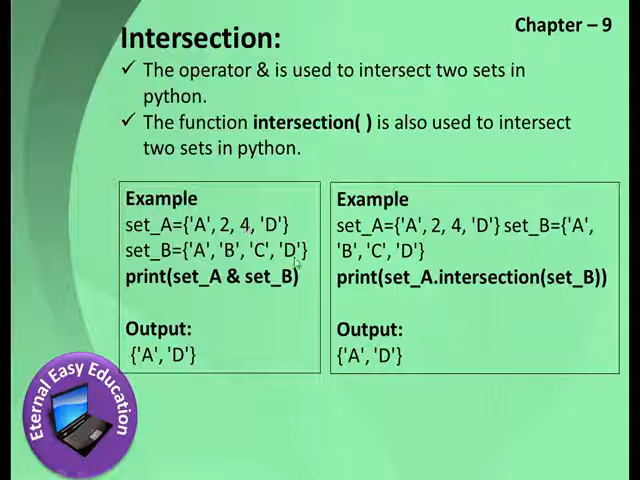 Chapter – 9
Intersection:
✓ The operator & is used to intersect two sets in
python.
✓ The function intersection( ) is also used to intersect
two sets in python.
Example
set_A={'A', 2, 4, 'D'}
set_B={'A', 'B', 'C', 'D'}
print(set_A & set_B)
Output:
{'A', 'D'}
Example
set_A={'A', 2, 4, 'D'} set_B={'A',
'B', 'C', 'D'}
print(set_A.intersection(set_B))
Output:
{'A', 'D'}
Eternal Easy Education